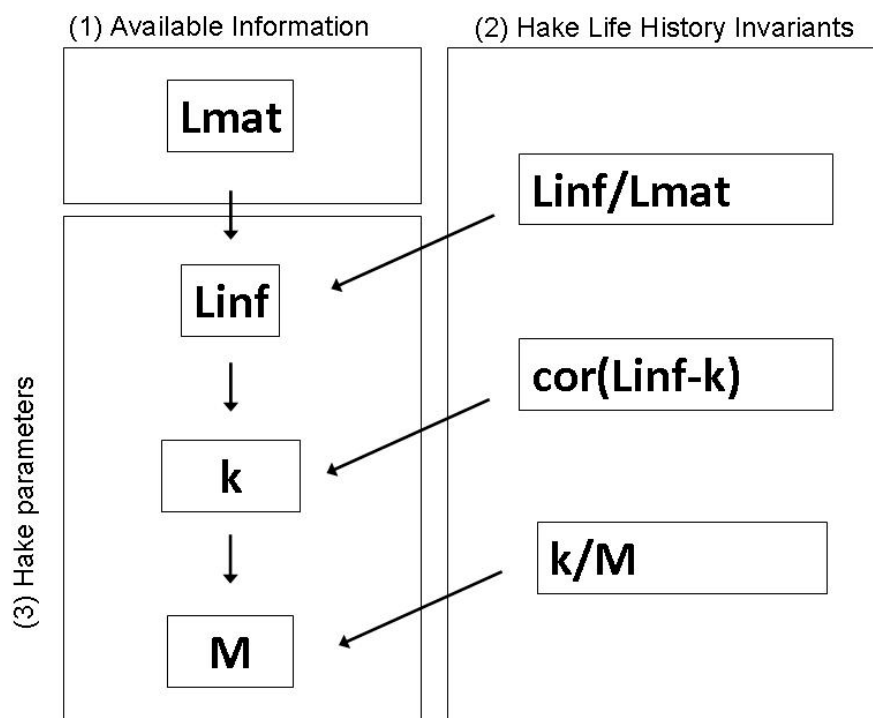 (1) Available Information
(2) Hake Life History Invariants
Lmat
Linf/Lmat
Linf
cor(Linf-k)
k
k/M
M
(3) Hake parameters